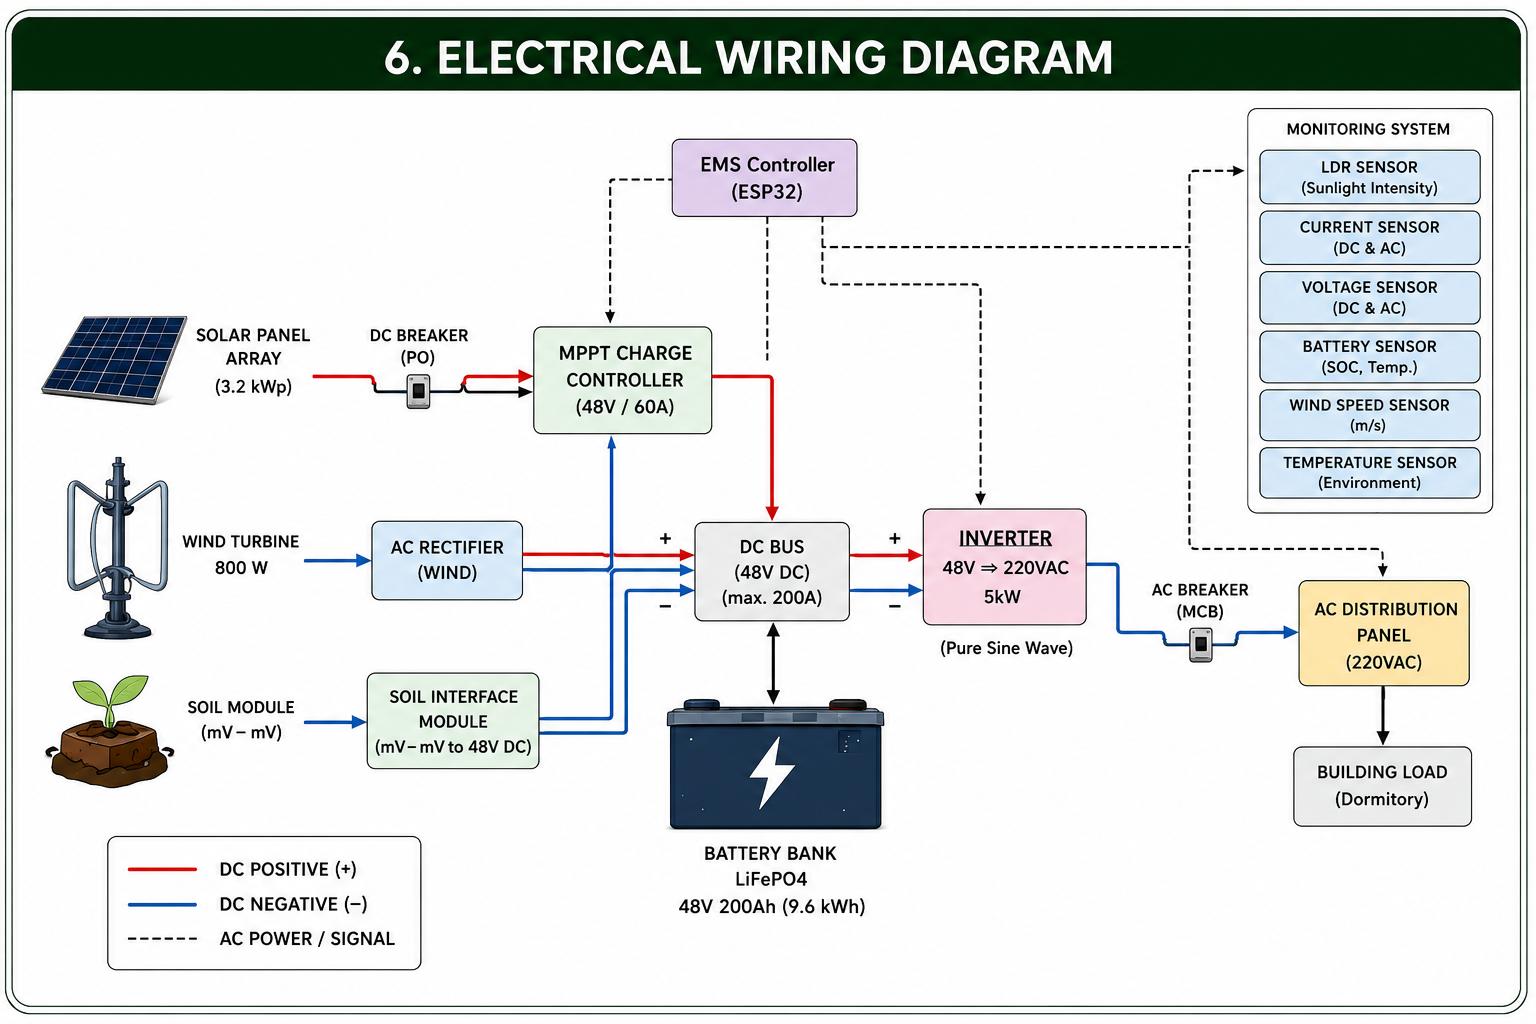 6. ELECTRICAL WIRING DIAGRAM
MONITORING SYSTEM
LDR SENSOR
(Sunlight Intensity)
CURRENT SENSOR
(DC & AC)
VOLTAGE SENSOR
(DC & AC)
BATTERY SENSOR
(SOC, Temp.)
WIND SPEED SENSOR
(m/s)
TEMPERATURE SENSOR
(Environment)
EMS Controller
(ESP32)
SOLAR PANEL
ARRAY
(3.2 kWp)
DC BREAKER
(PO)
MPPT CHARGE
CONTROLLER
(48V / 60A)
WIND TURBINE
800 W
AC RECTIFIER
(WIND)
+
−
DC BUS
(48V DC)
(max. 200A)
+
−
INVERTER
48V ⇒ 220VAC
5kW
(Pure Sine Wave)
AC BREAKER
(MCB)
AC DISTRIBUTION
PANEL
(220VAC)
SOIL MODULE
(mV – mV)
SOIL INTERFACE
MODULE
(mV – mV to 48V DC)
BUILDING LOAD
(Dormitory)
BATTERY BANK
LiFePO4
48V 200Ah (9.6 kWh)
DC POSITIVE (+)
DC NEGATIVE (−)
AC POWER / SIGNAL